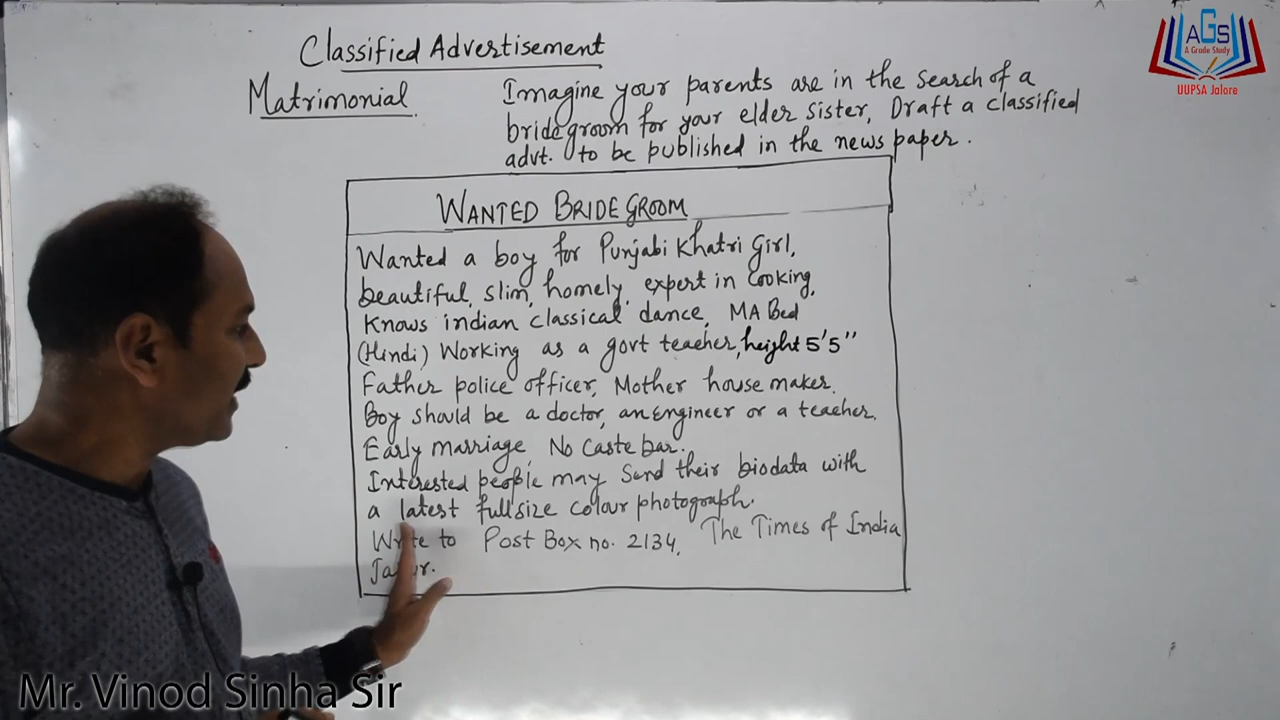 Classified Advertisement
Matrimonial
Imagine your parents are in the search of a
bridegroom for your elder sister, Draft a classified
advt. to be published in the news paper.
WANTED BRIDE GROOM
Wanted a boy for Punjabi Khatri Girl,
beautiful, slim, homely, expert in Cooking,
Knows indian classical dance, MA Bed
(Hindi) Working as a govt teacher, height 5'5"
Father police officer, Mother house maker.
Boy should be a doctor, an engineer or a teacher.
Early marriage No Caste bar.
Interested people may Send their biodata with
a latest fullsize colour photograph.
Write to Post Box no. 2134, The Times of India
AGS
A Grade Study
UUPSA Jalore
Mr. Vinod Sinha Sir